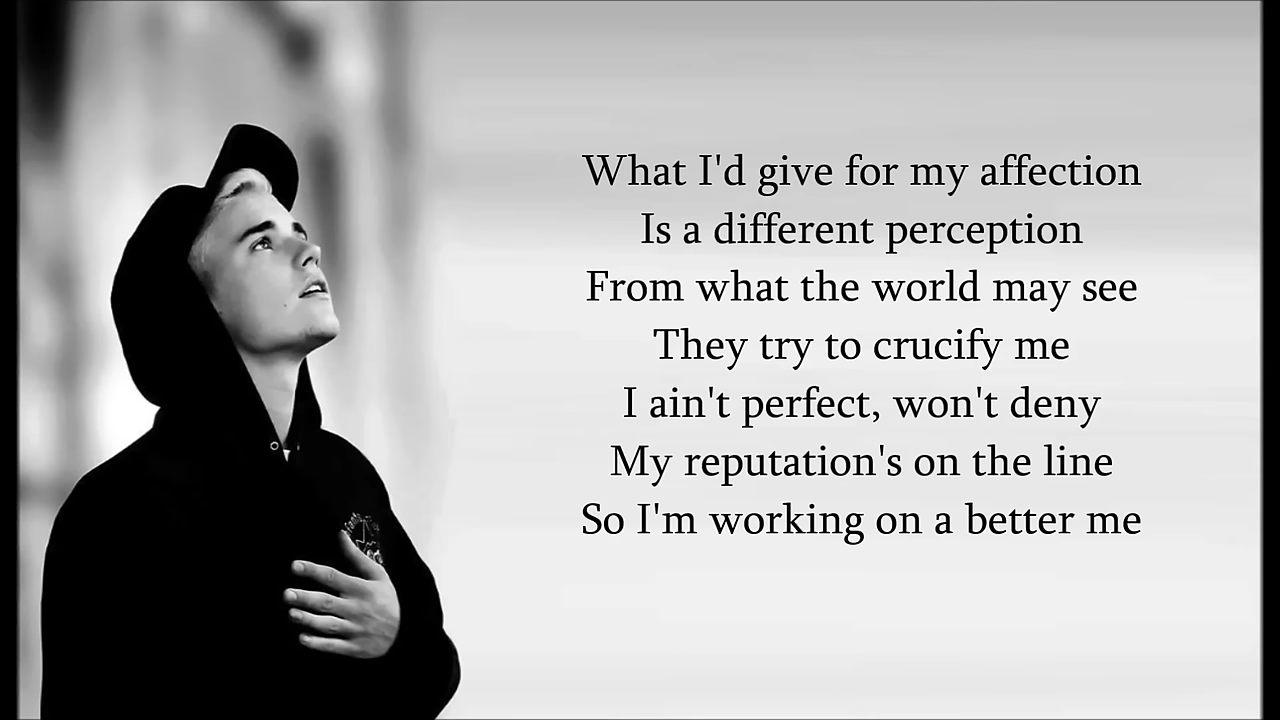 What I'd give for my affection
Is a different perception
From what the world may see
They try to crucify me
I ain't perfect, won't deny
My reputation's on the line
So I'm working on a better me